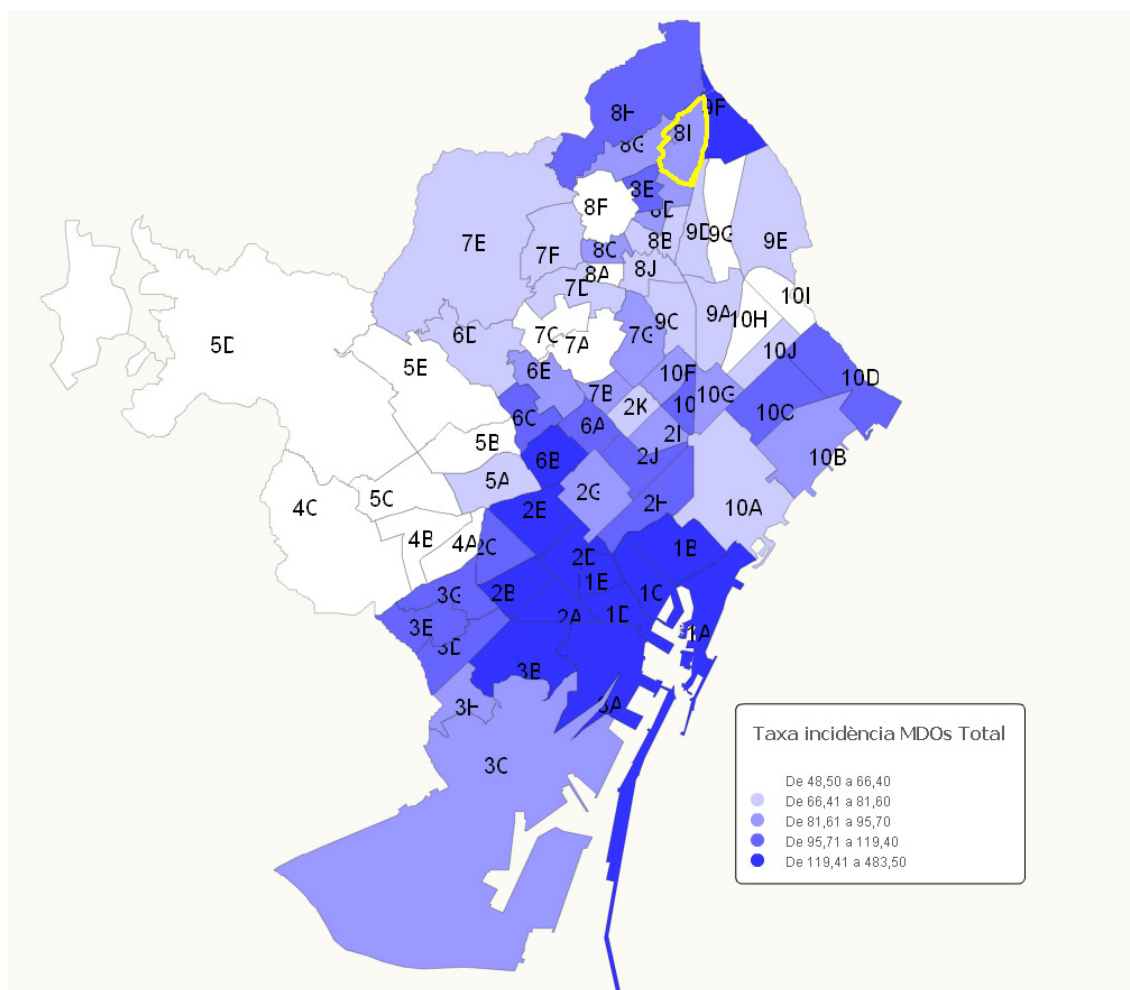 9F
8H
8I
8G
8E
8F
8D
9D
9G
7E
8B
9E
8C
7F
8J
8A
7D
10I
9A
9C
10H
7C
6D
7G
5D
7A
10J
5E
6E
10F
10D
7B
10G
2K
10
10C
6C
6A
2I
5B
2J
10B
6B
5A
2G
5C
2H
4C
2E
10A
4B
4A
2C
1B
2D
1E
3G
2B
1C
2A
1D
3E
1A
3D
3B
3H
3A
3C
Taxa incidència MDOs Total
De 48,50 a 66,40
De 66,41 a 81,60
De 81,61 a 95,70
De 95,71 a 119,40
De 119,41 a 483,50